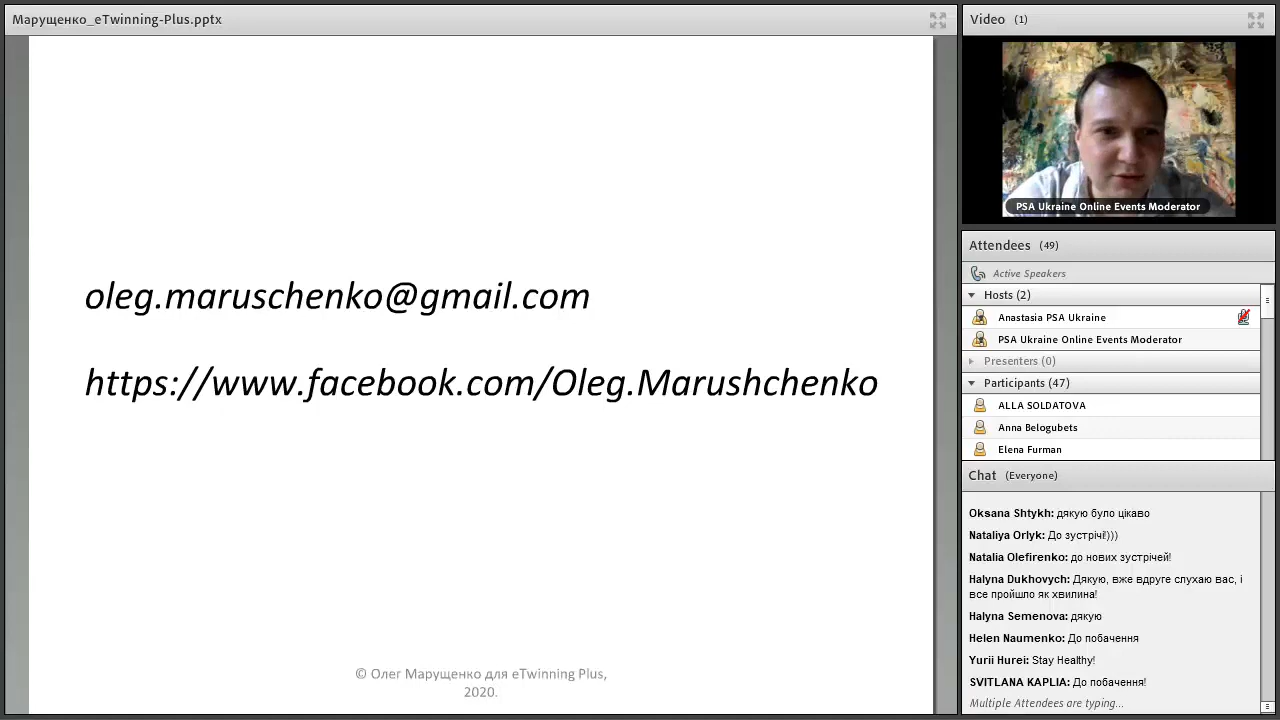 Марущенко_eTwinning-Plus.pptx
oleg.maruschenko@gmail.com
https://www.facebook.com/Oleg.Marushchenko
© Олег Марущенко для eTwinning Plus,
2020.
Video (1)
PSA Ukraine Online Events Moderator
Attendees (49)
Active Speakers
Hosts (2)
Anastasia PSA Ukraine
PSA Ukraine Online Events Moderator
Presenters (0)
Participants (47)
ALLA SOLDATOVA
Anna Belogubets
Elena Furman
Chat (Everyone)
Oksana Shtykh: дякую було цікаво
Nataliya Orlyk: До зустрічі!)))
Natalia Olefirenko: до нових зустрічей!
Halyna Dukhovych: Дякую, вже вдруге слухаю вас, і
все пройшло як хвилина!
Halyna Semenova: дякую
Helen Naumenko: До побачення
Yurii Hurei: Stay Healthy!
SVITLANA KAPLIA: До побачення!
Multiple Attendees are typing...